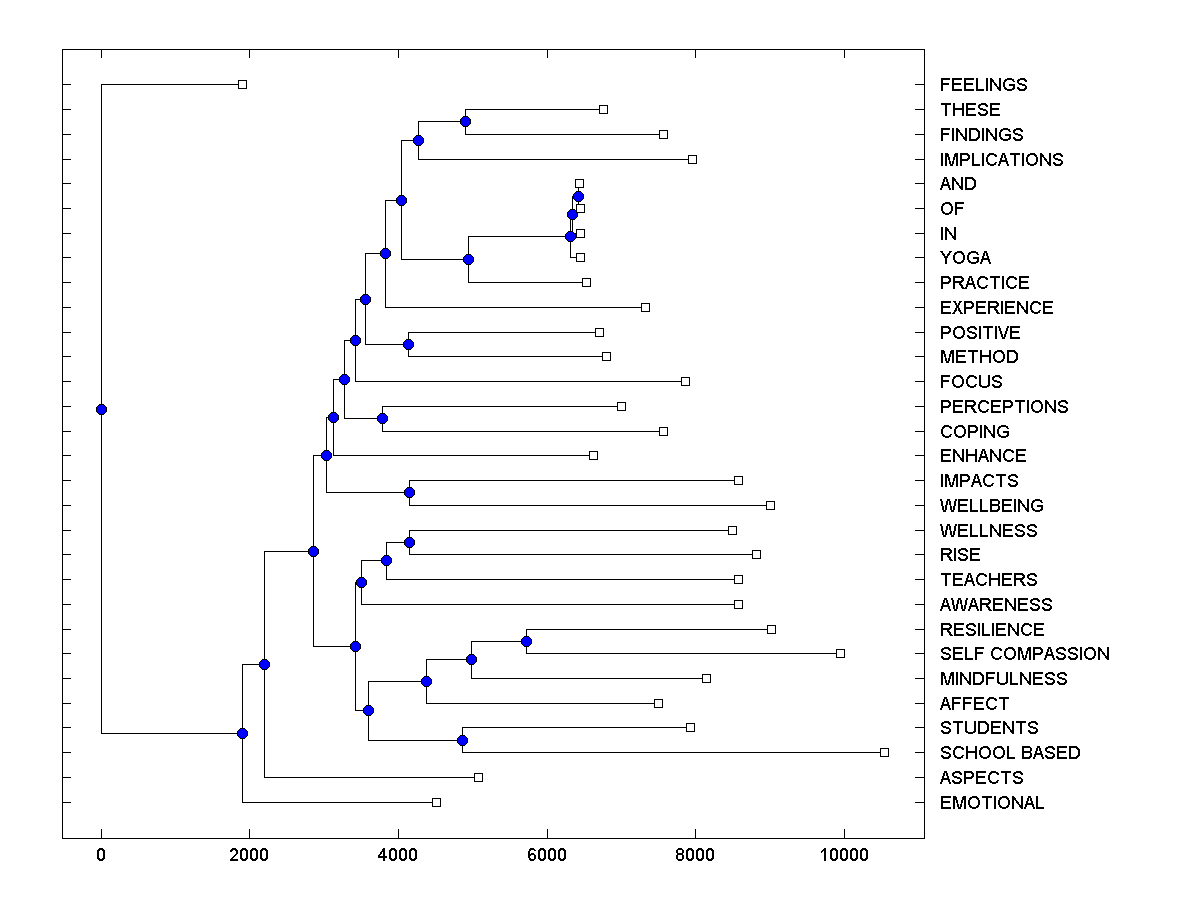 FEELINGS
THESE
FINDINGS
IMPLICATIONS
AND
OF
IN
YOGA
PRACTICE
EXPERIENCE
POSITIVE
METHOD
FOCUS
PERCEPTIONS
COPING
ENHANCE
IMPACTS
WELLBEING
WELLNESS
RISE
TEACHERS
AWARENESS
RESILIENCE
SELF COMPASSION
MINDFULNESS
AFFECT
STUDENTS
SCHOOL BASED
ASPECTS
EMOTIONAL
0 2000 4000 6000 8000 10000